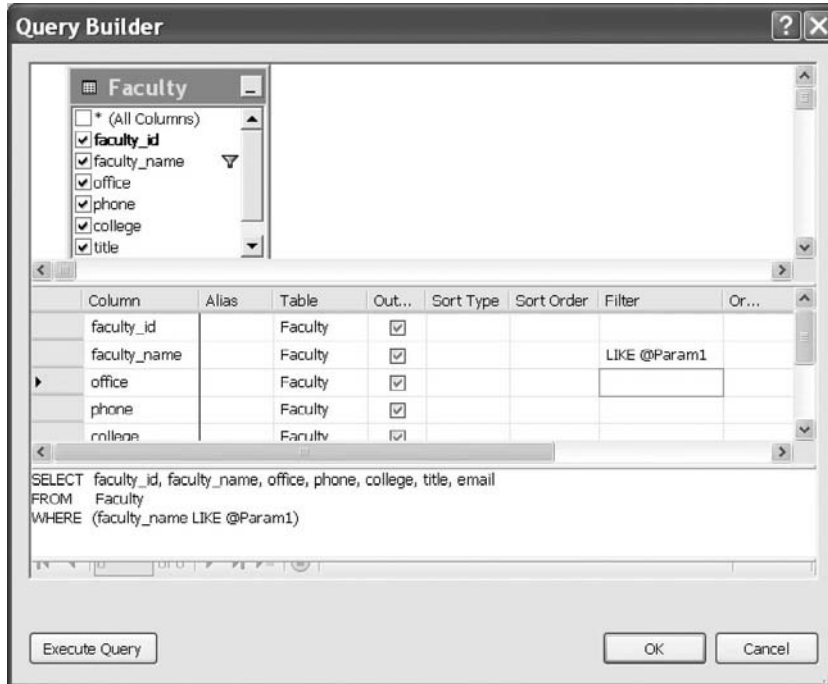 Query Builder
Faculty
* (All Columns)
faculty_id
faculty_name
office
phone
college
title
Column Alias Table Out... Sort Type Sort Order Filter Or...
faculty_id Faculty
faculty_name Faculty LIKE @Param1
office Faculty
phone Faculty
college Faculty
SELECT faculty_id, faculty_name, office, phone, college, title, email
FROM Faculty
WHERE (faculty_name LIKE @Param1)
Execute Query OK Cancel